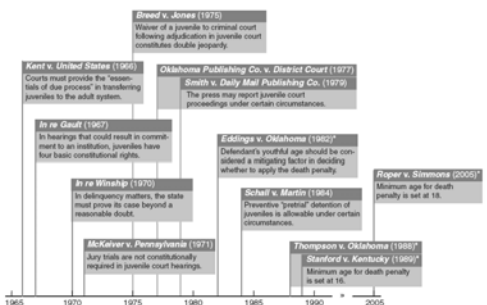 Breed v. Jones (1975)
Waiver of a juvenile to criminal court
following adjudication in juvenile court
constitutes double jeopardy.
Kent v. United States (1966)
Courts must provide the "essen-
tials of due process" in transferring
juveniles to the adult system.
Oklahoma Publishing Co. v. District Court (1977)
Smith v. Daily Mail Publishing Co. (1979)
The press may report juvenile court
proceedings under certain circumstances.
In re Gault (1967)
In hearings that could result in commit-
ment to an institution, juveniles have
four basic constitutional rights.
Eddings v. Oklahoma (1982)*
Defendant's youthful age should be con-
sidered a mitigating factor in deciding
whether to apply the death penalty.
In re Winship (1970)
In delinquency matters, the state
must prove its case beyond a
reasonable doubt.
Roper v. Simmons (2005)*
Minimum age for death
penalty is set at 18.
Schall v. Martin (1984)
Preventive "pretrial" detention of
juveniles is allowable under certain
circumstances.
McKeiver v. Pennsylvania (1971)
Jury trials are not constitutionally
required in juvenile court hearings.
Thompson v. Oklahoma (1988)*
Stanford v. Kentucky (1989)*
Minimum age for death penalty
is set at 16.
1965 1970 1975 1980 1985 1990 2005